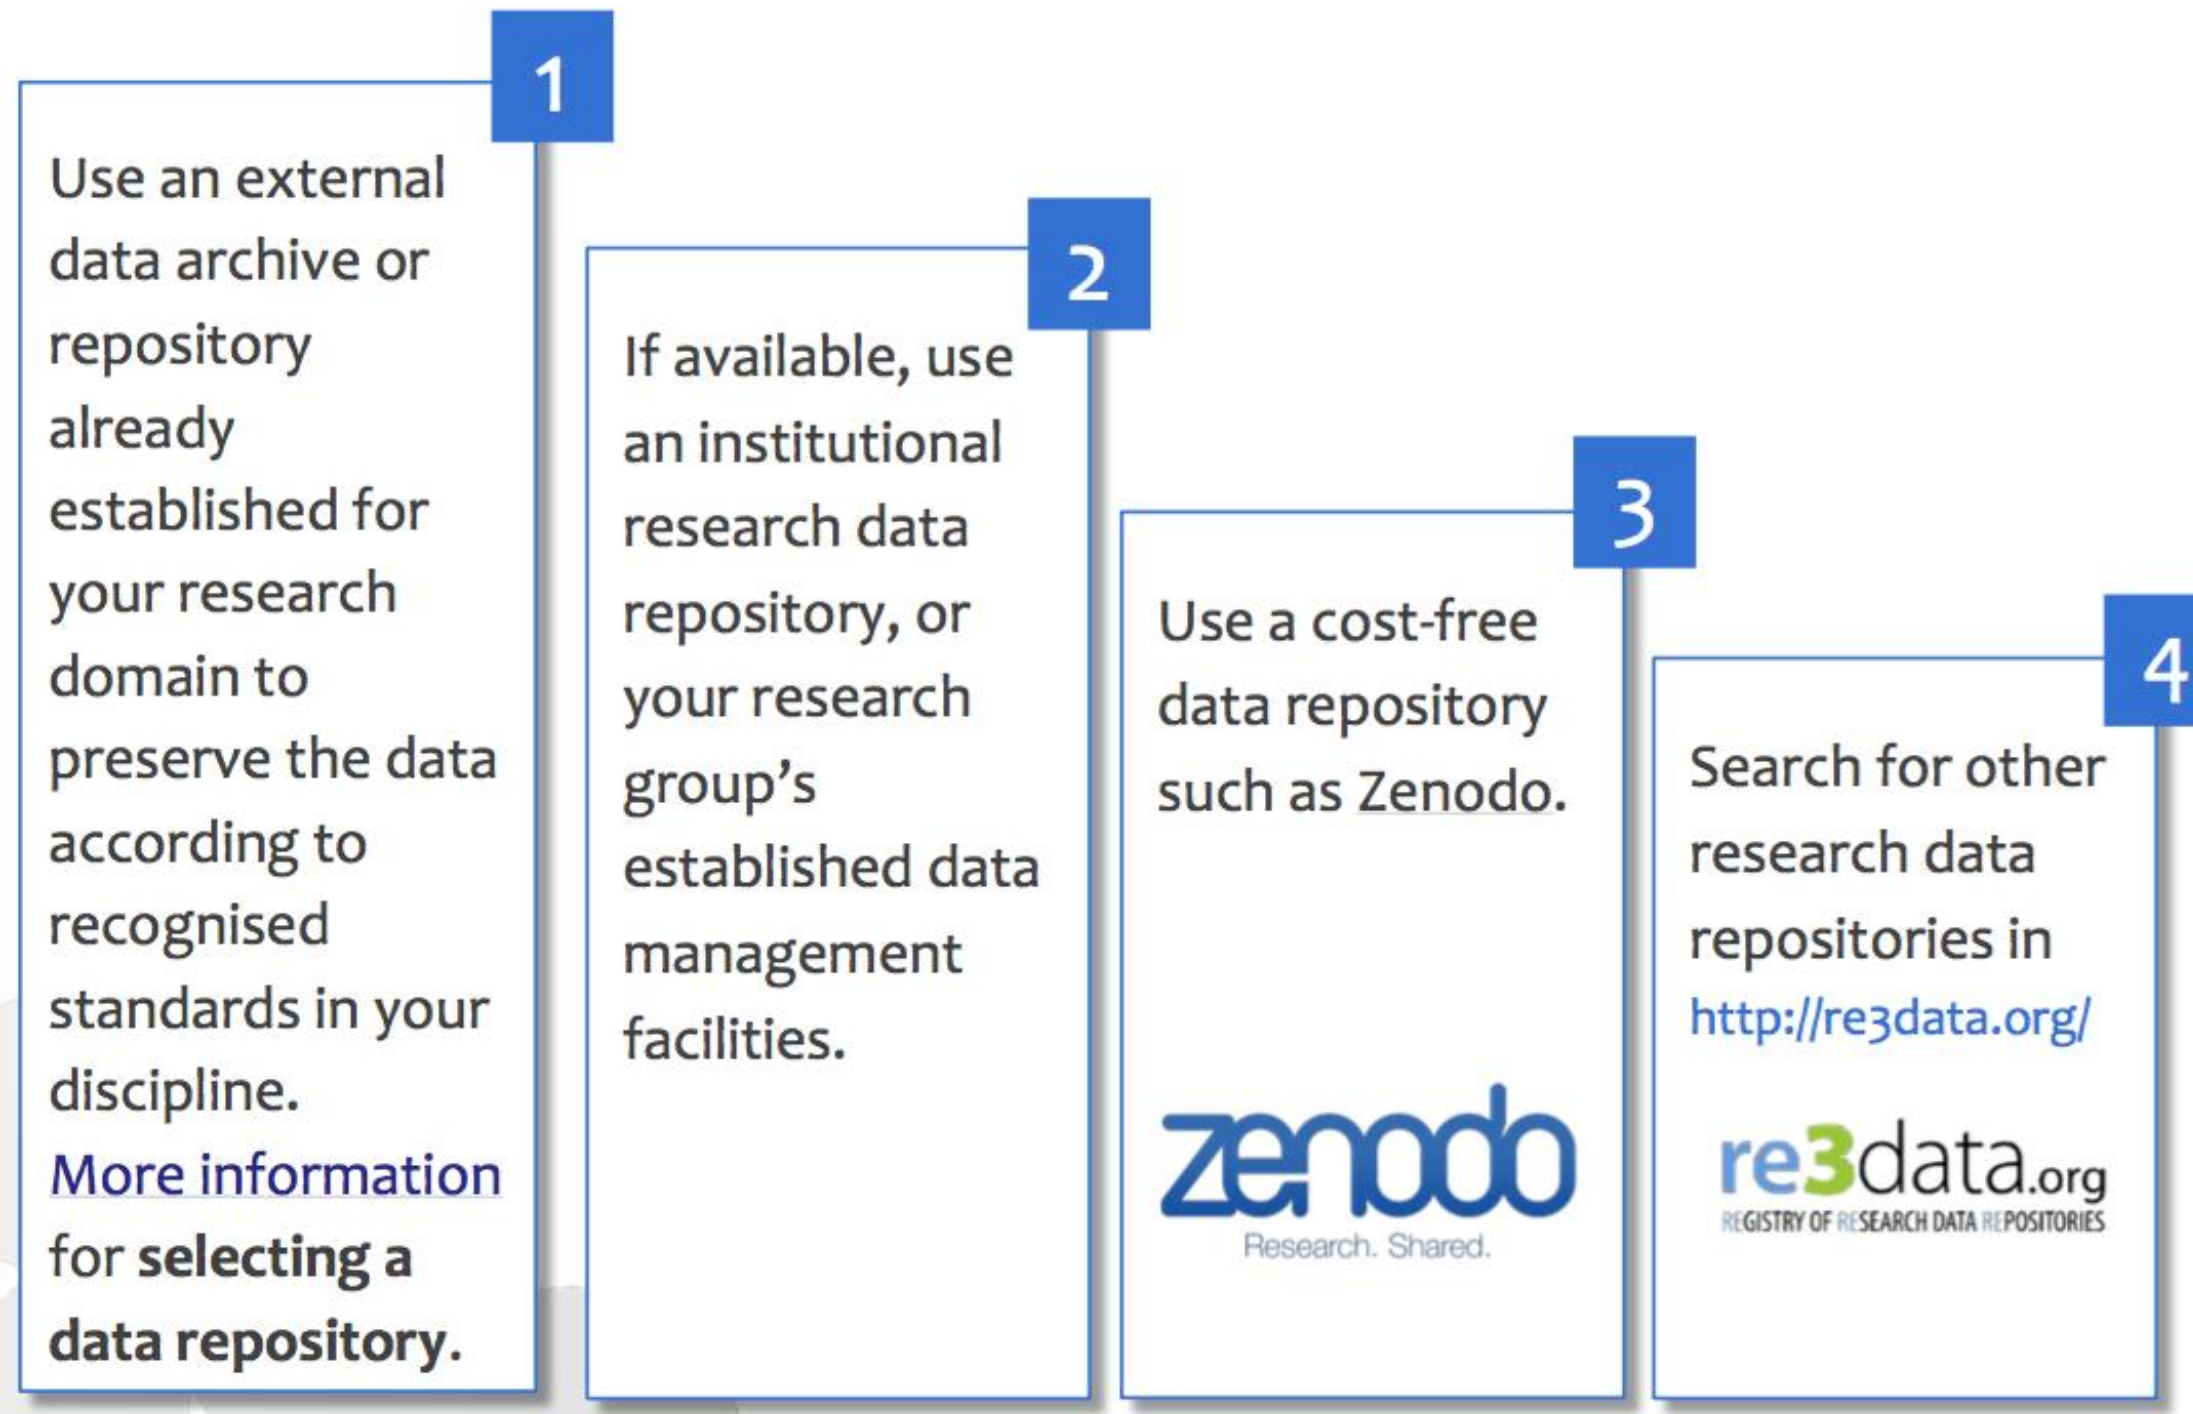 1
Use an external
data archive or
repository
already
established for
your research
domain to
preserve the data
according to
recognised
standards in your
discipline.
More information
for selecting a
data repository.
2
If available, use
an institutional
research data
repository, or
your research
group's
established data
management
facilities.
3
Use a cost-free
data repository
such as Zenodo.
zenodo
Research. Shared.
4
Search for other
research data
repositories in
http://re3data.org/
re3data.org
REGISTRY OF RESEARCH DATA REPOSITORIES